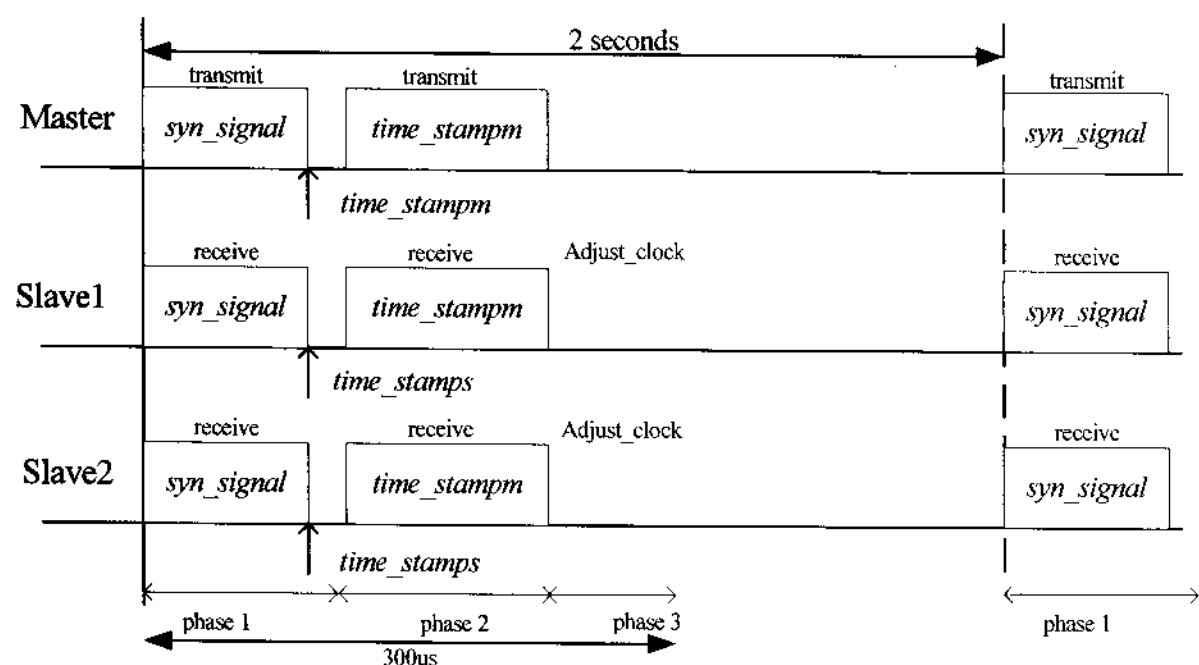 2 seconds
transmit transmit transmit
Master syn_signal time_stampm syn_signal
time_stampm
receive receive Adjust_clock receive
Slave1 syn_signal time_stampm syn_signal
time_stamps
receive receive Adjust_clock receive
Slave2 syn_signal time_stampm syn_signal
time_stamps
phase 1 phase 2 phase 3 phase 1
300us